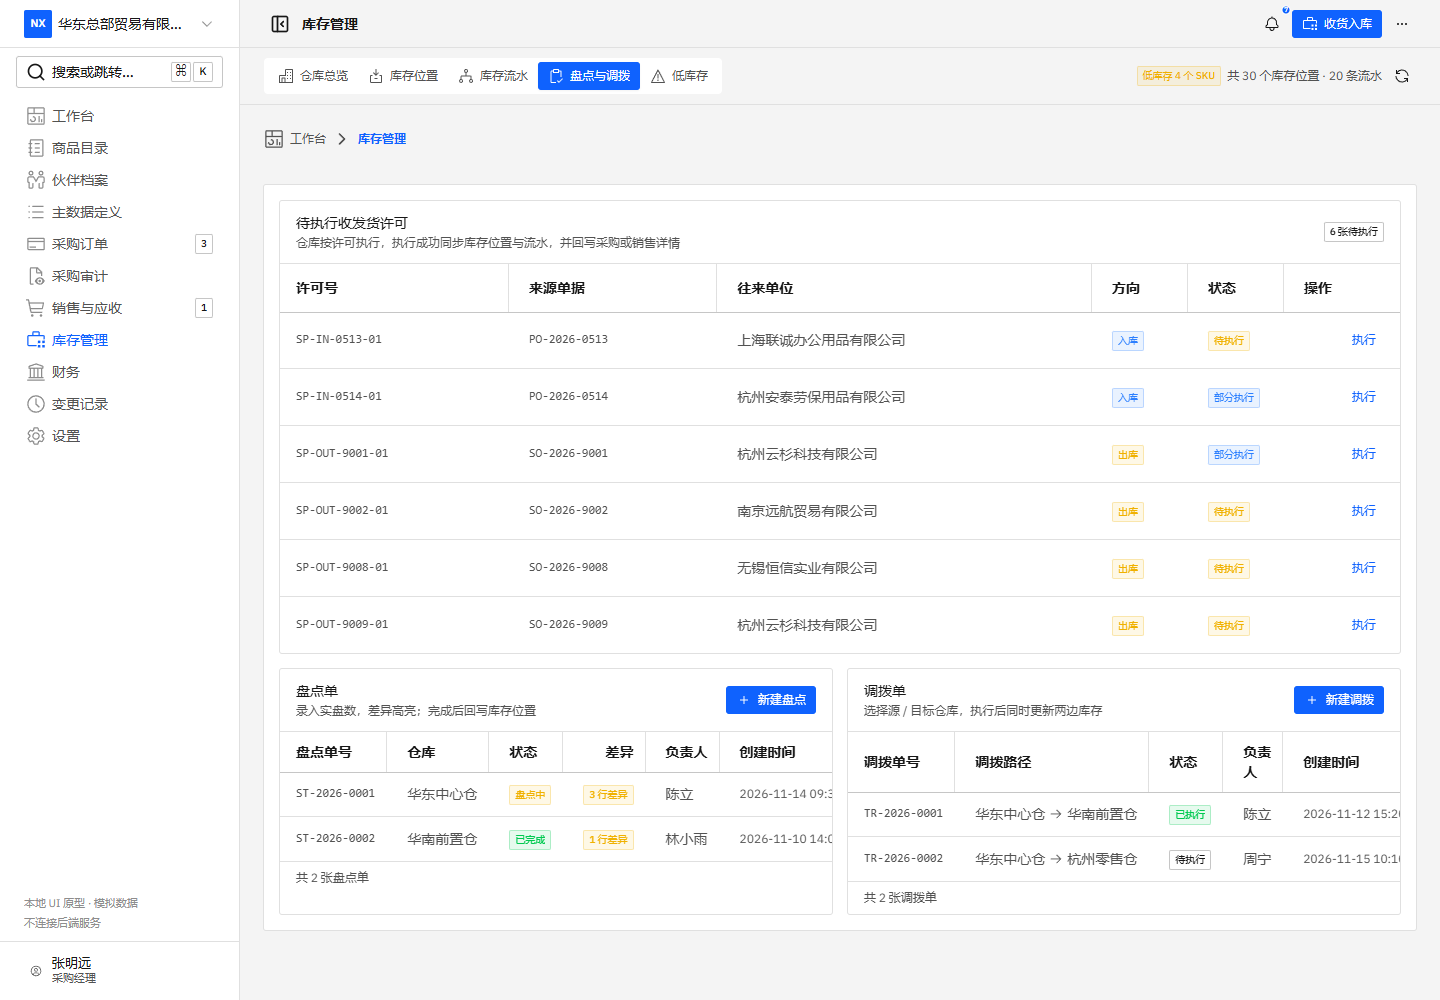 NX 华东总部贸易有限...
搜索或跳转... ⌘ K
工作台
商品目录
伙伴档案
主数据定义
采购订单 3
采购审计
销售与应收 1
库存管理
财务
变更记录
设置
本地 UI 原型 · 模拟数据
不连接后端服务
张明远
采购经理
库存管理
7 收货入库
仓库总览 库存位置 库存流水 盘点与调拨 低库存
低库存 4 个 SKU 共 30 个库存位置 · 20 条流水
工作台 库存管理
待执行收发货许可
仓库按许可执行，执行成功同步库存位置与流水，并回写采购或销售详情
6 张待执行
许可号 来源单据 往来单位 方向 状态 操作
SP-IN-0513-01 PO-2026-0513 上海联诚办公用品有限公司 入库 待执行 执行
SP-IN-0514-01 PO-2026-0514 杭州安泰劳保用品有限公司 入库 部分执行 执行
SP-OUT-9001-01 SO-2026-9001 杭州云杉科技有限公司 出库 部分执行 执行
SP-OUT-9002-01 SO-2026-9002 南京远航贸易有限公司 出库 待执行 执行
SP-OUT-9008-01 SO-2026-9008 无锡恒信实业有限公司 出库 待执行 执行
SP-OUT-9009-01 SO-2026-9009 杭州云杉科技有限公司 出库 待执行 执行
盘点单
录入实盘数，差异高亮；完成后回写库存位置
新建盘点
盘点单号 仓库 状态 差异 负责人 创建时间
ST-2026-0001 华东中心仓 盘点中 3 行差异 陈立 2026-11-14 09:3
ST-2026-0002 华南前置仓 已完成 1 行差异 林小雨 2026-11-10 14:0
共 2 张盘点单
调拨单
选择源 / 目标仓库，执行后同时更新两边库存
新建调拨
调拨单号 调拨路径 状态 负责人 创建时间
TR-2026-0001 华东中心仓 → 华南前置仓 已执行 陈立 2026-11-12 15:20
TR-2026-0002 华东中心仓 → 杭州零售仓 待执行 周宁 2026-11-15 10:10
共 2 张调拨单